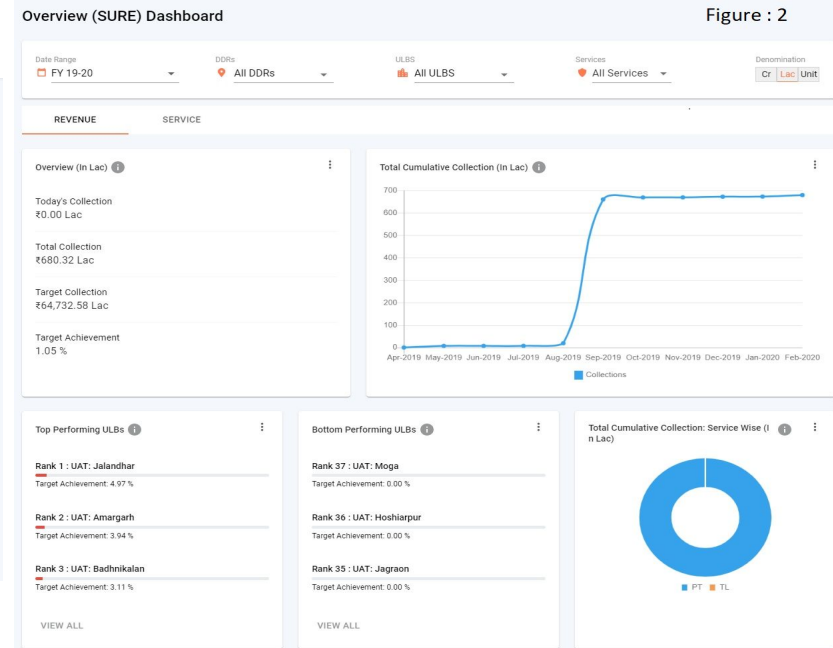 Overview (SURE) Dashboard
Figure : 2
Date Range
FY 19-20
DDRs
All DDRs
ULBS
All ULBS
Services
All Services
Denomination
Cr Lac Unit
REVENUE
SERVICE
Overview (In Lac)
Today's Collection
₹0.00 Lac
Total Collection
₹680.32 Lac
Target Collection
₹64,732.58 Lac
Target Achievement
1.05 %
Total Cumulative Collection (In Lac)
700
600
500
400
300
200
100
0
Apr-2019 May-2019 Jun-2019 Jul-2019 Aug-2019 Sep-2019 Oct-2019 Nov-2019 Dec-2019 Jan-2020 Feb-2020
Collections
Top Performing ULBs
Rank 1 : UAT: Jalandhar
Target Achievement: 4.97 %
Rank 2 : UAT: Amargarh
Target Achievement: 3.94 %
Rank 3 : UAT: Badhnikalan
Target Achievement: 3.11 %
VIEW ALL
Bottom Performing ULBs
Rank 37 : UAT: Moga
Target Achievement: 0.00 %
Rank 36 : UAT: Hoshiarpur
Target Achievement: 0.00 %
Rank 35 : UAT: Jagraon
Target Achievement: 0.00 %
VIEW ALL
Total Cumulative Collection: Service Wise (I
n Lac)
PT TL